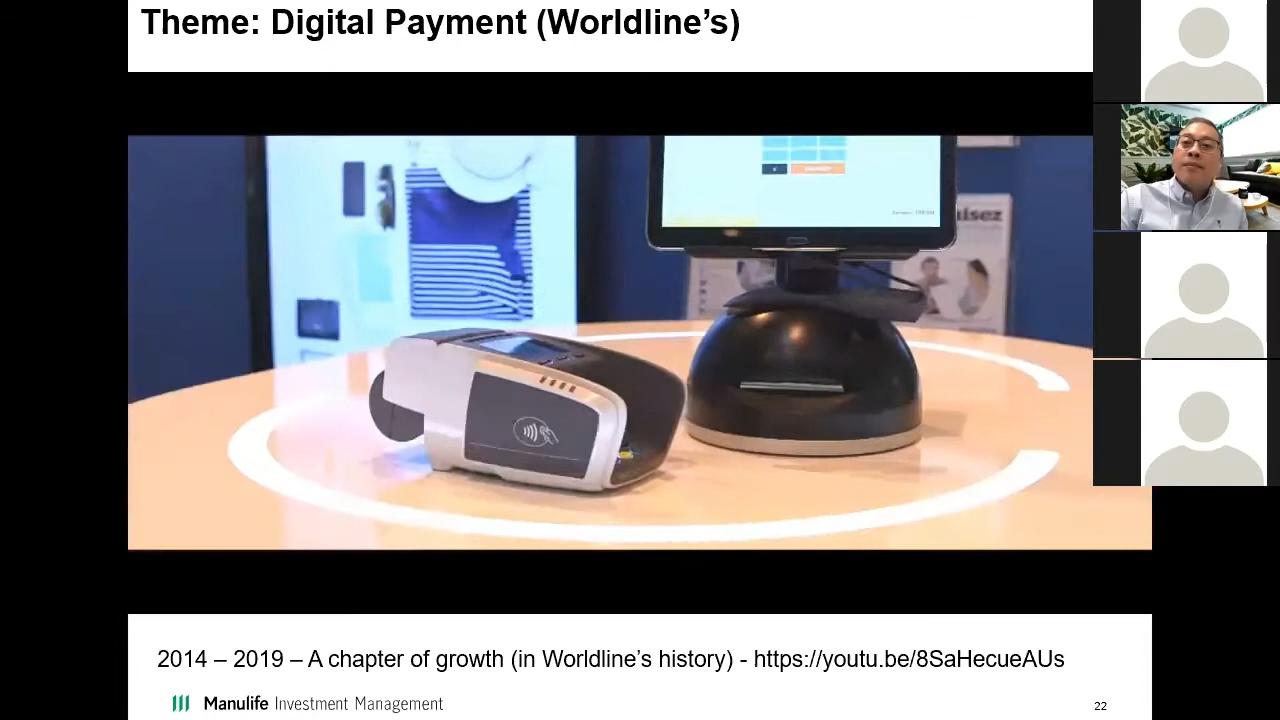 Theme: Digital Payment (Worldline’s)
2014 – 2019 – A chapter of growth (in Worldline’s history) - https://youtu.be/8SaHecueAUs
Manulife Investment Management
22